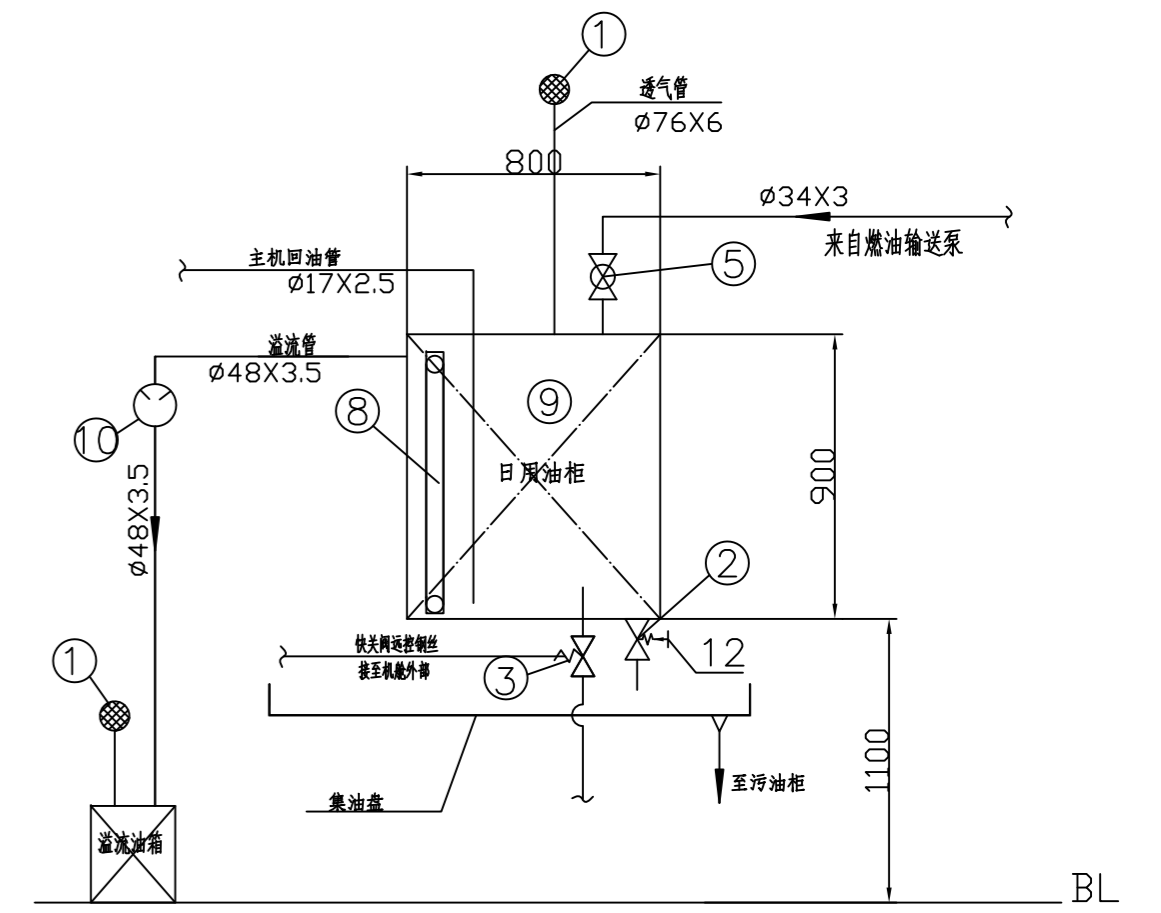 1
透气管
ø76X6
800
ø34X3
来自燃油输送泵
主机回油管
ø17X2.5
5
溢流管
ø48X3.5
9
8
10
日用油柜
900
ø48X3.5
2
快关阀远控钢丝
接至机舱外部
12
1
3
1100
至污油柜
集油盘
溢流油箱
BL